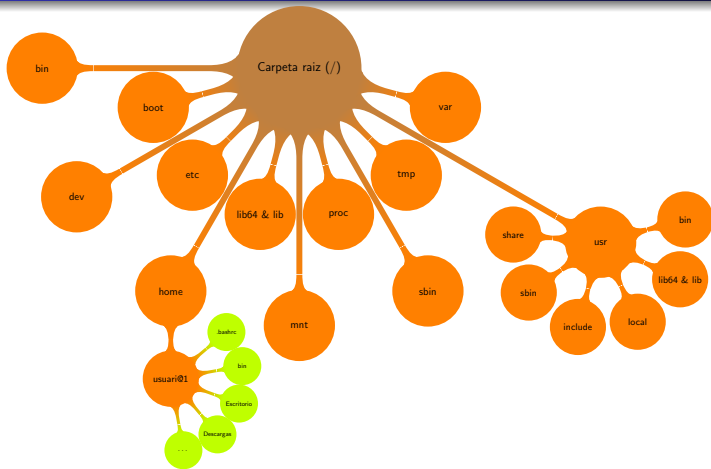 Carpeta raiz (/)
bin
boot
var
dev
etc
tmp
lib64 & lib
proc
home
mnt
sbin
usr
share
bin
sbin
lib64 & lib
include
local
usuari@1
.bashrc
bin
Escritorio
Descargas
...